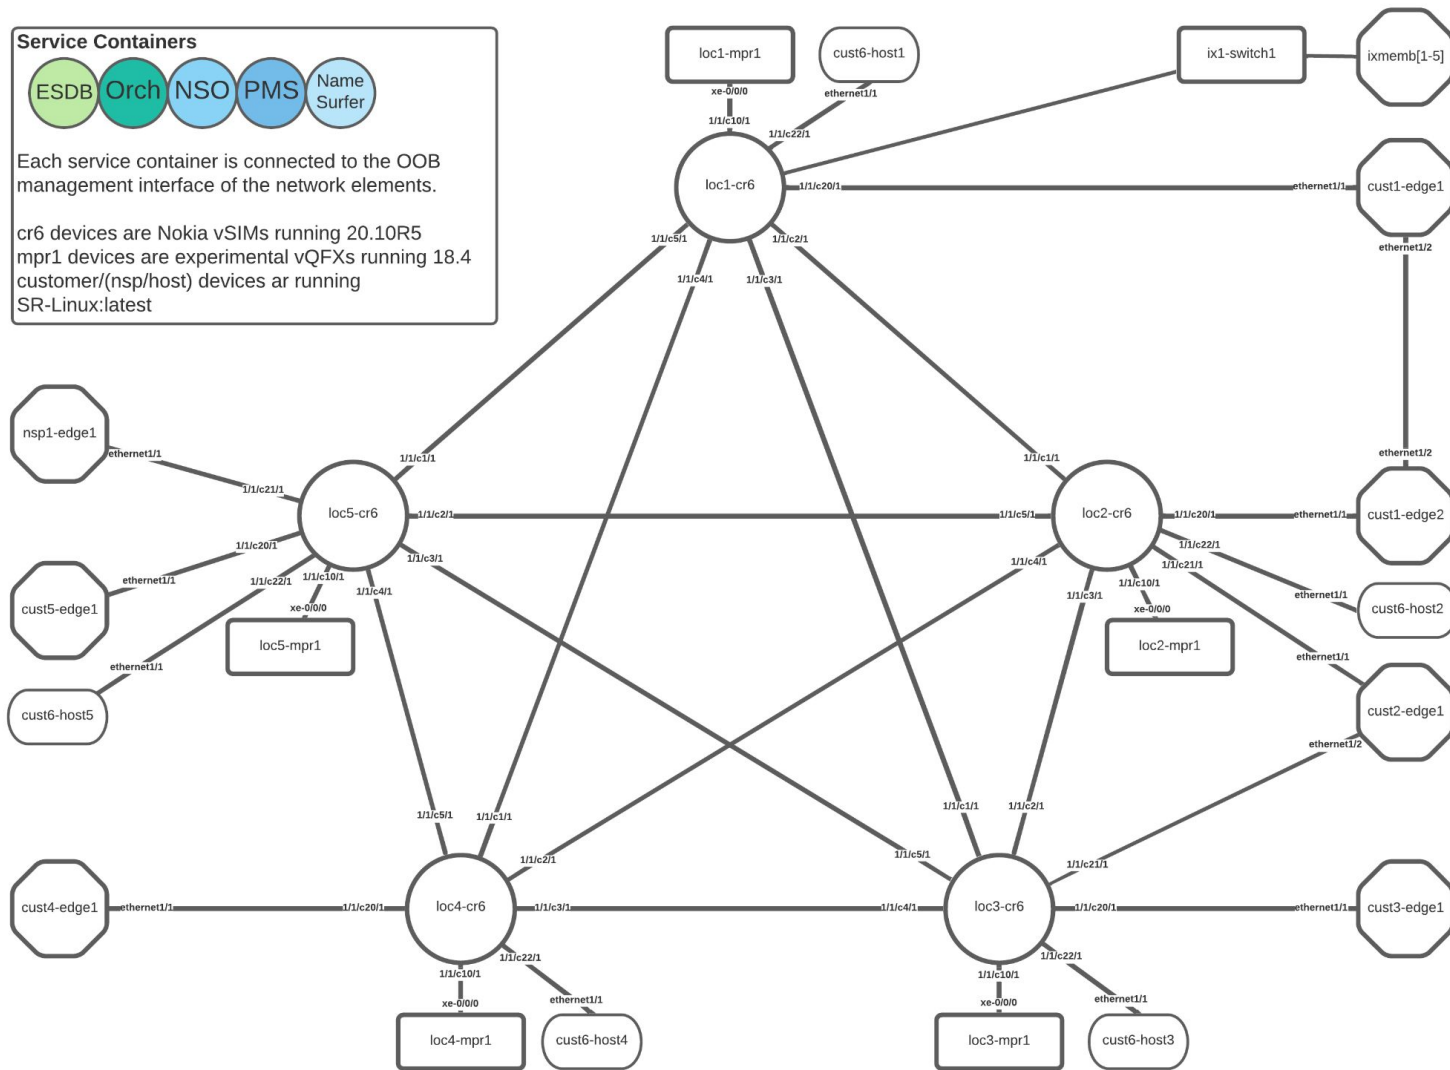 Service Containers
ESDB
Orch
NSO
PMS
Name
Surfer
Each service container is connected to the OOB
management interface of the network elements.
cr6 devices are Nokia vSIMs running 20.10R5
mpr1 devices are experimental vQFXs running 18.4
customer/(nsp/host) devices ar running
SR-Linux:latest
loc1-mpr1
cust6-host1
ix1-switch1
ixmemb[1-5]
xe-0/0/0
ethernet1/1
1/1/c10/1
1/1/c22/1
loc1-cr6
1/1/c20/1
ethernet1/1
cust1-edge1
1/1/c5/1
1/1/c4/1
1/1/c3/1
1/1/c2/1
ethernet1/2
nsp1-edge1
ethernet1/1
1/1/c21/1
1/1/c1/1
1/1/c1/1
ethernet1/2
loc5-cr6
1/1/c2/1
1/1/c5/1
loc2-cr6
1/1/c20/1
ethernet1/1
cust1-edge2
1/1/c20/1
1/1/c3/1
1/1/c4/1
1/1/c22/1
1/1/c21/1
ethernet1/1
1/1/c22/1
1/1/c10/1
1/1/c4/1
1/1/c3/1
1/1/c10/1
ethernet1/1
cust5-edge1
xe-0/0/0
xe-0/0/0
cust6-host2
loc5-mpr1
loc2-mpr1
ethernet1/1
ethernet1/1
cust6-host5
cust2-edge1
ethernet1/2
1/1/c5/1
1/1/c1/1
1/1/c1/1
1/1/c2/1
1/1/c2/1
1/1/c5/1
1/1/c21/1
cust4-edge1
ethernet1/1
1/1/c20/1
loc4-cr6
1/1/c3/1
1/1/c4/1
loc3-cr6
1/1/c20/1
ethernet1/1
cust3-edge1
1/1/c22/1
1/1/c10/1
1/1/c22/1
1/1/c10/1
xe-0/0/0
ethernet1/1
xe-0/0/0
ethernet1/1
loc4-mpr1
cust6-host4
loc3-mpr1
cust6-host3